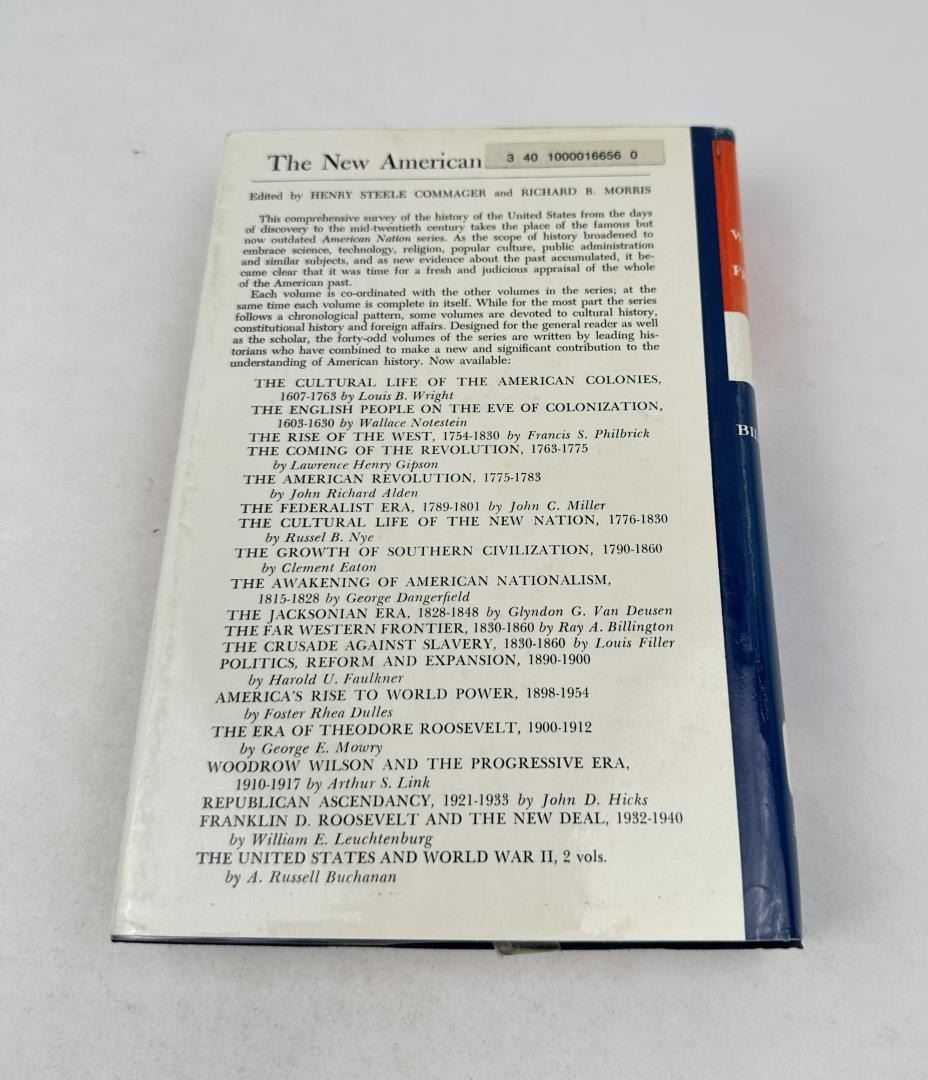 The New American
3 40 1000016656 0
Edited by HENRY STEELE COMMAGER and RICHARD B. MORRIS
This comprehensive survey of the history of the United States from the days
of discovery to the mid-twentieth century takes the place of the famous but
now outdated American Nation series. As the scope of history broadened to
embrace science, technology, religion, popular culture, public administration
and similar subjects, and as new evidence about the past accumulated, it be-
came clear that it was time for a fresh and judicious appraisal of the whole
of the American past.
Each volume is co-ordinated with the other volumes in the series; at the
same time each volume is complete in itself. While for the most part the series
follows a chronological pattern, some volumes are devoted to cultural history,
constitutional history and foreign affairs. Designed for the general reader as well
as the scholar, the forty-odd volumes of the series are written by leading his-
torians who have combined to make a new and significant contribution to the
understanding of American history. Now available:
THE CULTURAL LIFE OF THE AMERICAN COLONIES,
1607-1763 by Louis B. Wright
THE ENGLISH PEOPLE ON THE EVE OF COLONIZATION,
1603-1630 by Wallace Notestein
THE RISE OF THE WEST, 1754-1830 by Francis S. Philbrick
THE COMING OF THE REVOLUTION, 1763-1775
by Lawrence Henry Gipson
THE AMERICAN REVOLUTION, 1775-1783
by John Richard Alden
THE FEDERALIST ERA, 1789-1801 by John C. Miller
THE CULTURAL LIFE OF THE NEW NATION, 1776-1830
by Russel B. Nye
THE GROWTH OF SOUTHERN CIVILIZATION, 1790-1860
by Clement Eaton
THE AWAKENING OF AMERICAN NATIONALISM,
1815-1828 by George Dangerfield
THE JACKSONIAN ERA, 1828-1848 by Glyndon G. Van Deusen
THE FAR WESTERN FRONTIER, 1830-1860 by Ray A. Billington
THE CRUSADE AGAINST SLAVERY, 1830-1860 by Louis Filler
POLITICS, REFORM AND EXPANSION, 1890-1900
by Harold U. Faulkner
AMERICA'S RISE TO WORLD POWER, 1898-1954
by Foster Rhea Dulles
THE ERA OF THEODORE ROOSEVELT, 1900-1912
by George E. Mowry
WOODROW WILSON AND THE PROGRESSIVE ERA,
1910-1917 by Arthur S. Link
REPUBLICAN ASCENDANCY, 1921-1933 by John D. Hicks
FRANKLIN D. ROOSEVELT AND THE NEW DEAL, 1932-1940
by William E. Leuchtenburg
THE UNITED STATES AND WORLD WAR II, 2 vols.
by A. Russell Buchanan